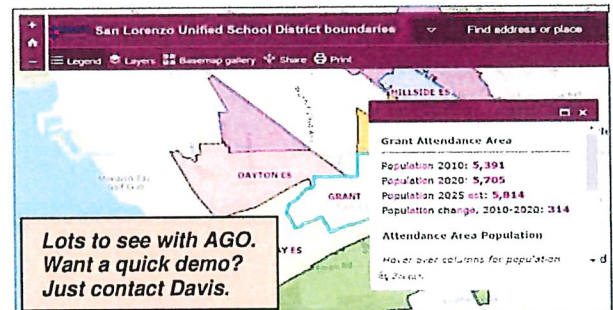 San Lorenzo Unified School District boundaries
Find address or place
Legend Layers Basemap gallery Share Print
HILLSIDE ES
Grant Attendance Area
Population 2010: 5,391
Population 2020: 5,705
Population 2025 est: 5,814
Population change, 2010-2020: 314
Attendance Area Population
Hover over columns for population
DAYTON ES
GRANT
Lots to see with AGO.
Want a quick demo?
Just contact Davis.